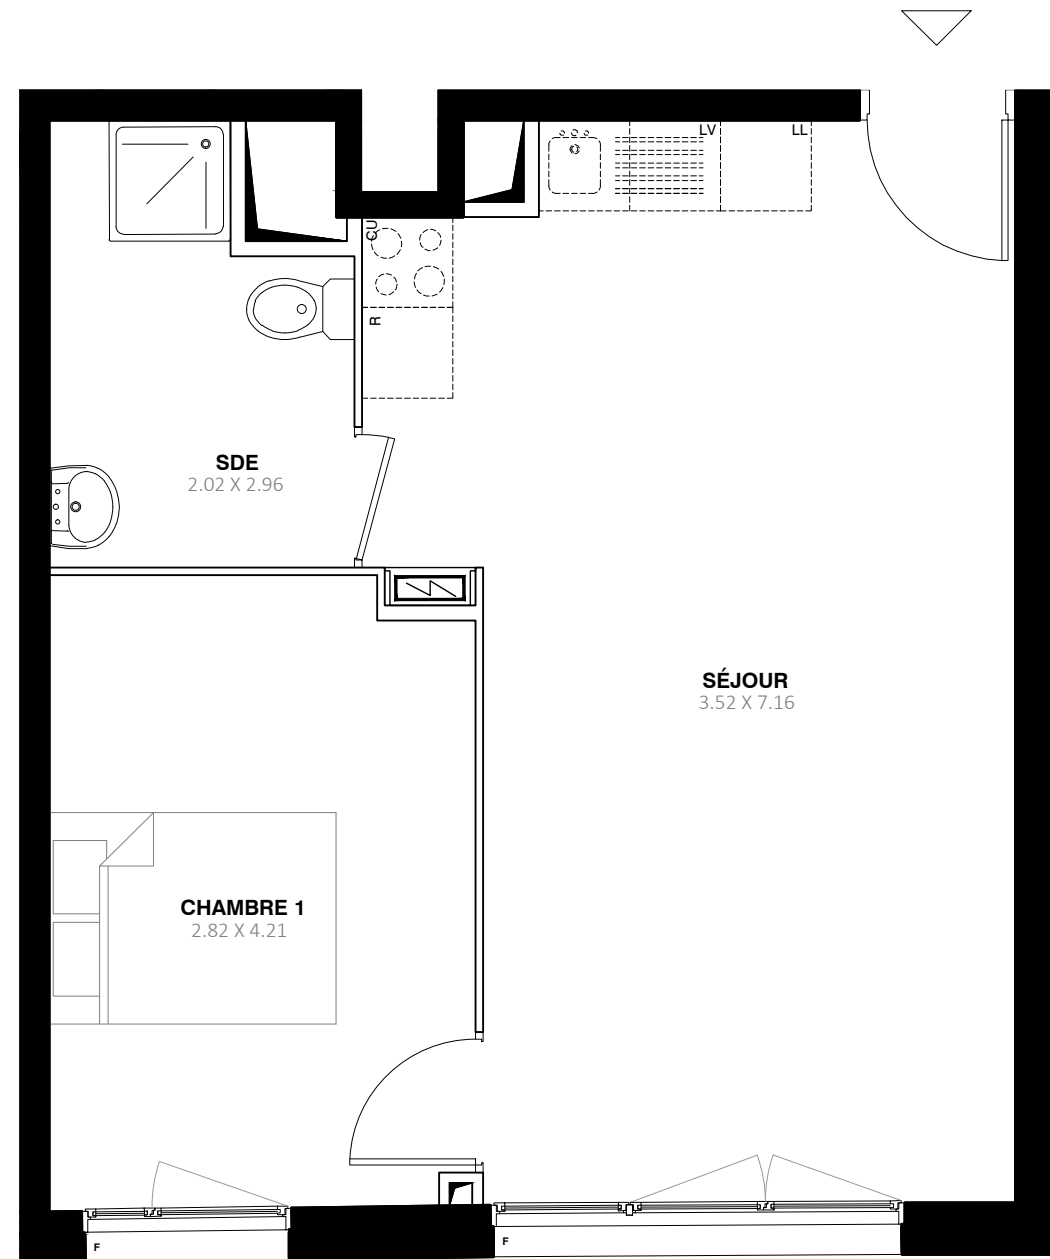 LV
LL
CU
R
SDE
2.02 X 2.96
SÉJOUR
3.52 X 7.16
CHAMBRE 1
2.82 X 4.21
F
F